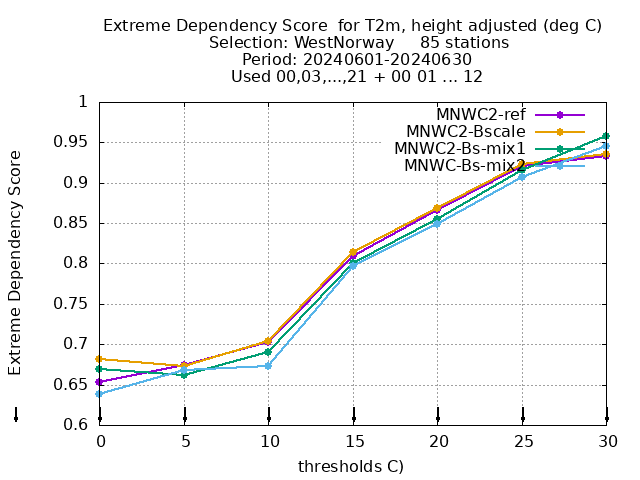 Extreme Dependency Score  for T2m, height adjusted (deg C)
Selection: WestNorway     85 stations
Period: 20240601-20240630
Used 00,03,...,21 + 00 01 ... 12
MNWC2-ref
MNWC2-Bscale
MNWC2-Bs-mix1
MNWC-Bs-mix2
Extreme Dependency Score
1
0.95
0.9
0.85
0.8
0.75
0.7
0.65
0.6
0 5 10 15 20 25 30
thresholds C)